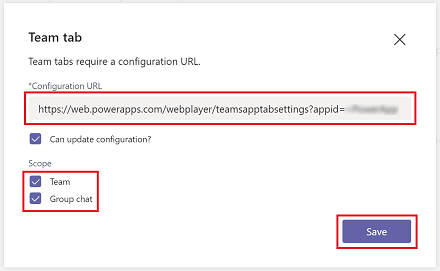 Team tab
Team tabs require a configuration URL.
*Configuration URL
https://web.powerapps.com/webplayer/teamsapptabsettings?appid=
Can update configuration?
Scope
Team
Group chat
Save